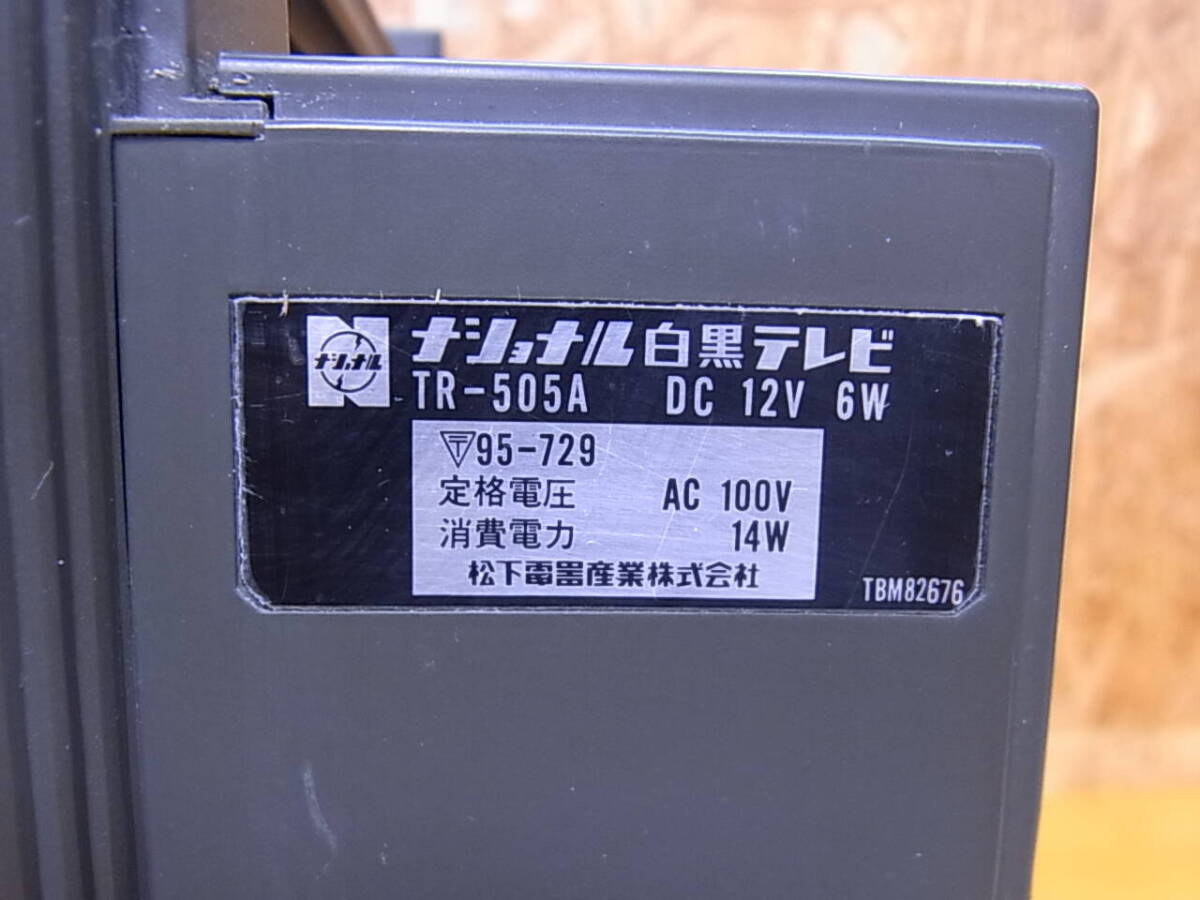 ナショナル
ナショナル白黒テレビ
TR-505A DC 12V 6W
〒95-729
定格電圧 AC 100V
消費電力 14W
松下電器産業株式会社
TBM82676